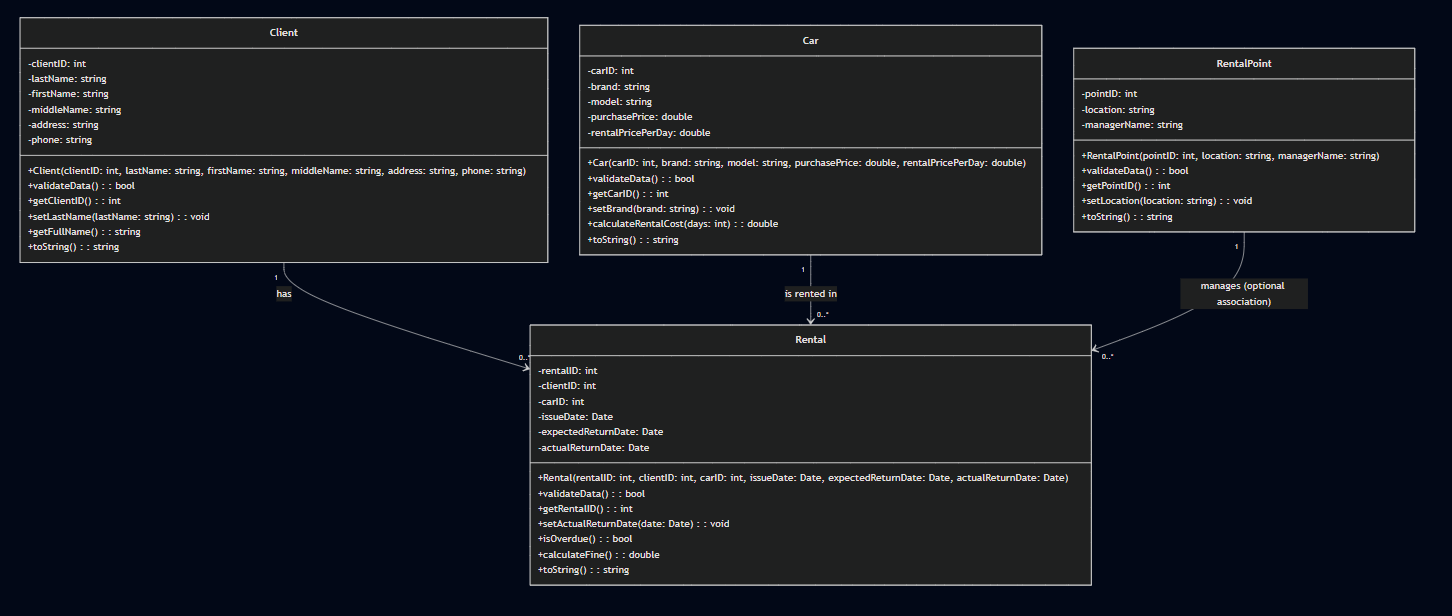 Client
-clientID: int
-lastName: string
-firstName: string
-middleName: string
-address: string
-phone: string
+Client(clientID: int, lastName: string, firstName: string, middleName: string, address: string, phone: string)
+validateData() : : bool
+getClientID() : : int
+setLastName(lastName: string) : : void
+getFullName() : : string
+toString() : : string
Car
-carID: int
-brand: string
-model: string
-purchasePrice: double
-rentalPricePerDay: double
+Car(carID: int, brand: string, model: string, purchasePrice: double, rentalPricePerDay: double)
+validateData() : : bool
+getCarID() : : int
+setBrand(brand: string) : : void
+calculateRentalCost(days: int) : : double
+toString() : : string
RentalPoint
-pointID: int
-location: string
-managerName: string
+RentalPoint(pointID: int, location: string, managerName: string)
+validateData() : : bool
+getPointID() : : int
+setLocation(location: string) : : void
+toString() : : string
1
has
0..*
1
is rented in
0..*
1
manages (optional
association)
0..*
Rental
-rentalID: int
-clientID: int
-carID: int
-issueDate: Date
-expectedReturnDate: Date
-actualReturnDate: Date
+Rental(rentalID: int, clientID: int, carID: int, issueDate: Date, expectedReturnDate: Date, actualReturnDate: Date)
+validateData() : : bool
+getRentalID() : : int
+setActualReturnDate(date: Date) : : void
+isOverdue() : : bool
+calculateFine() : : double
+toString() : : string